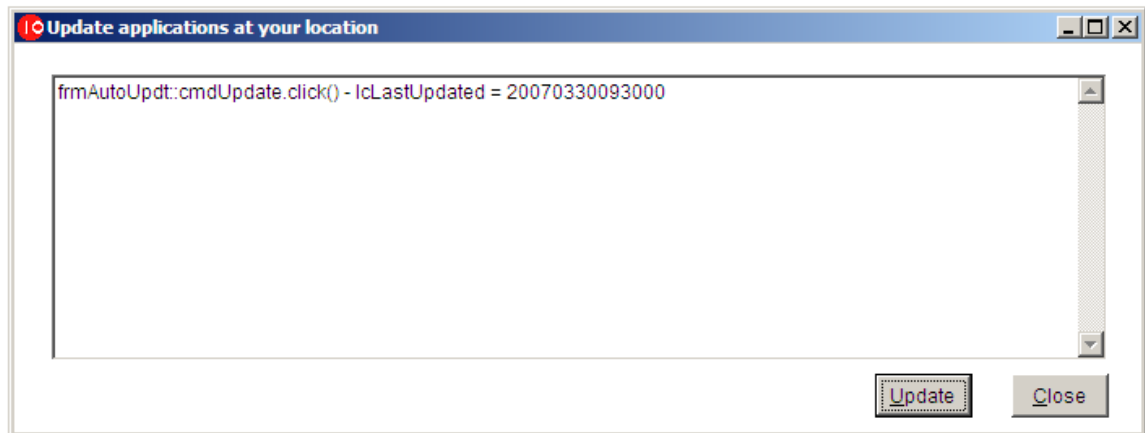 Update applications at your location
frmAutoUpdt::cmdUpdate.click() - lcLastUpdated = 20070330093000
Update
Close